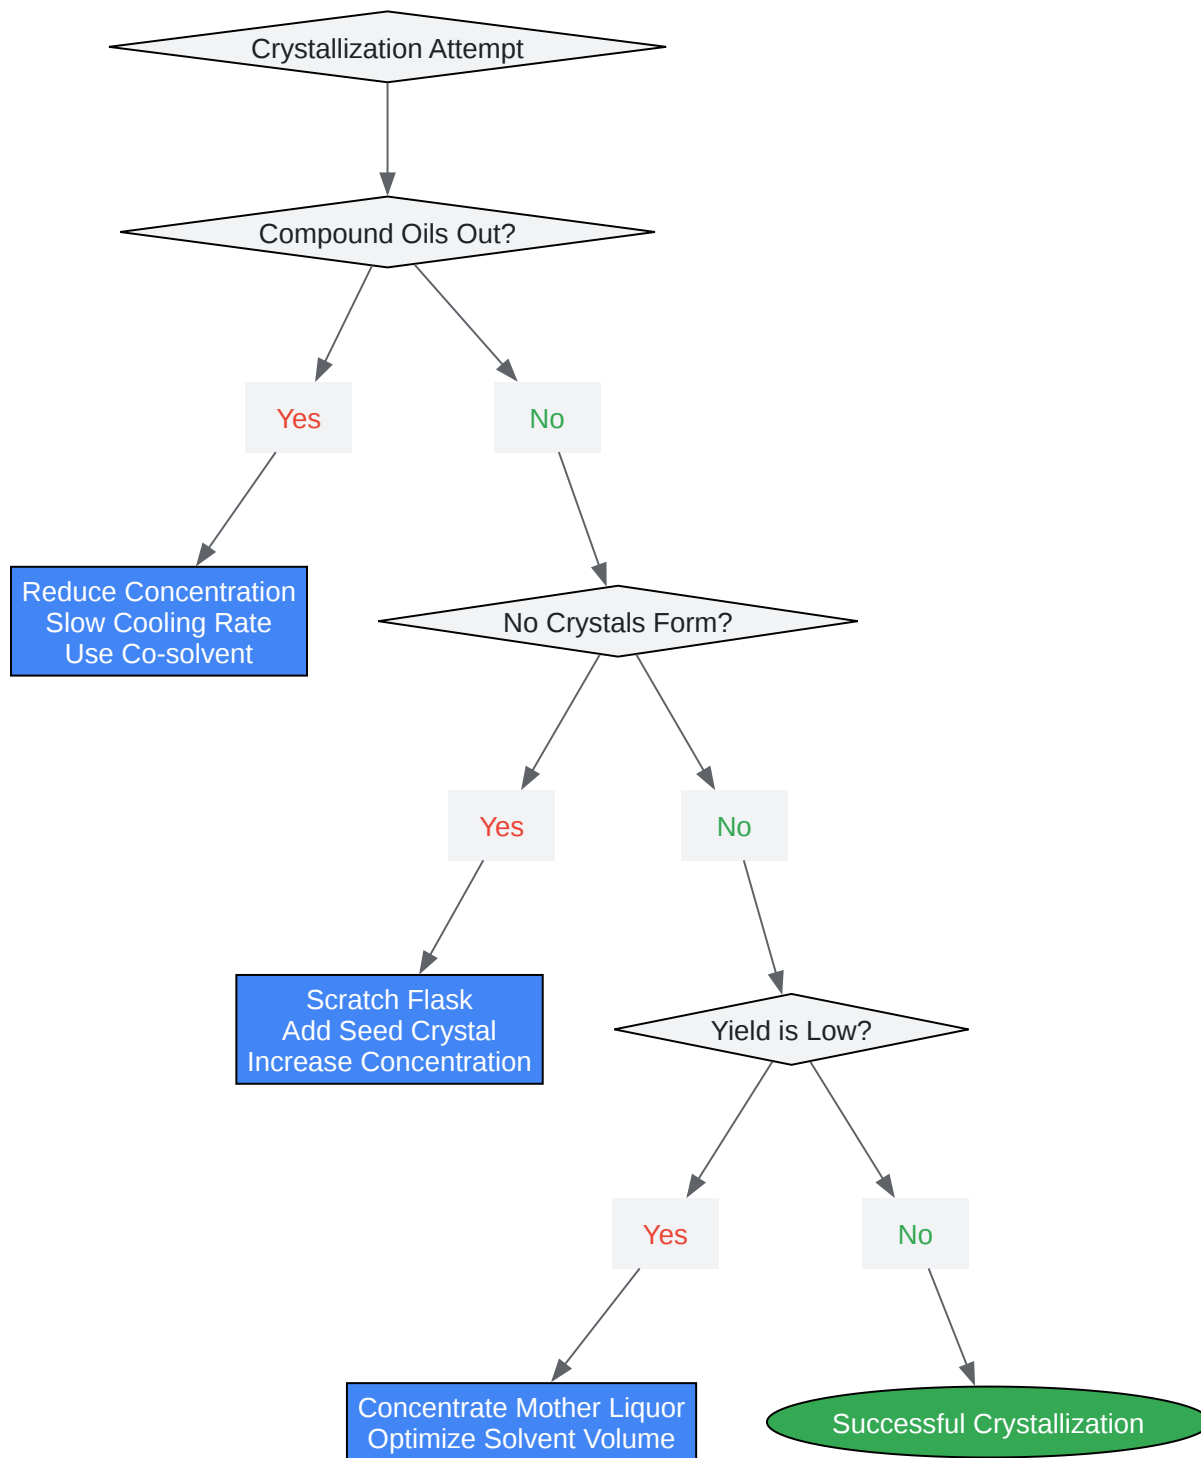 Crystallization Attempt
Compound Oils Out?
Yes
No
Reduce Concentration
Slow Cooling Rate
Use Co-solvent
No Crystals Form?
Yes
No
Scratch Flask
Add Seed Crystal
Increase Concentration
Yield is Low?
Yes
No
Concentrate Mother Liquor
Optimize Solvent Volume
Successful Crystallization